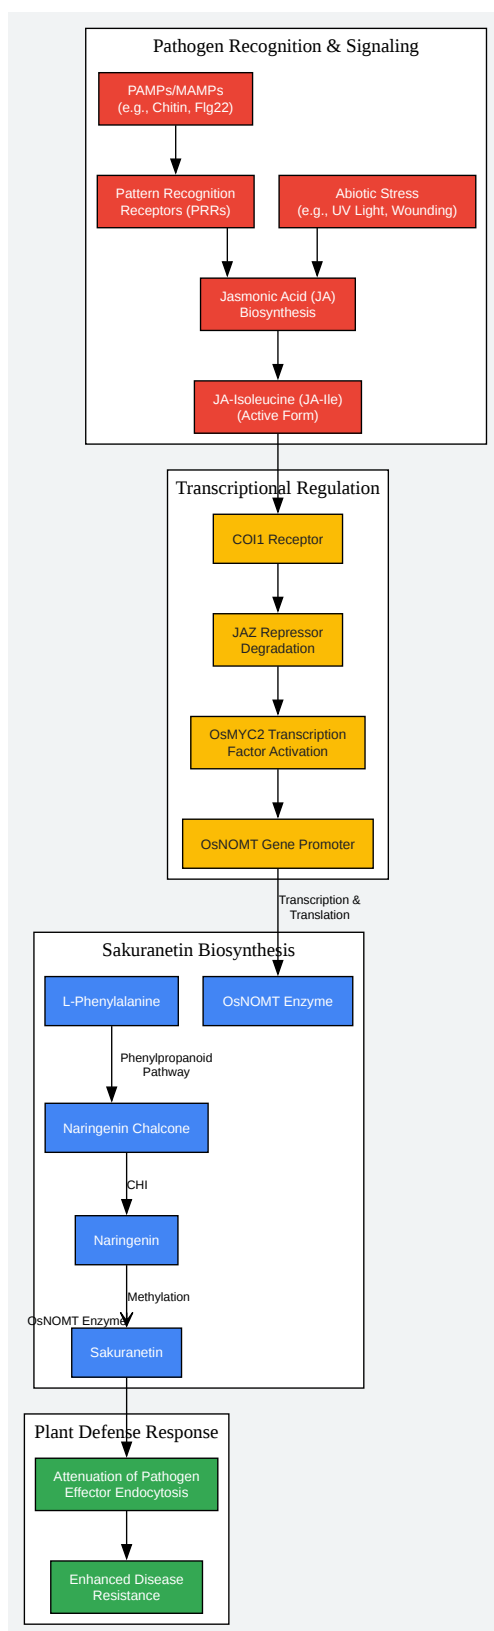 Pathogen Recognition & Signaling
PAMPs/MAMPs
(e.g., Chitin, Flg22)
Pattern Recognition
Receptors (PRRs)
Abiotic Stress
(e.g., UV Light, Wounding)
Jasmonic Acid (JA)
Biosynthesis
JA-Isoleucine (JA-Ile)
(Active Form)
Transcriptional Regulation
COI1 Receptor
JAZ Repressor
Degradation
OsMYC2 Transcription
Factor Activation
OsNOMT Gene Promoter
Transcription &
Translation
Sakuranetin Biosynthesis
L-Phenylalanine
OsNOMT Enzyme
Phenylpropanoid
Pathway
Naringenin Chalcone
CHI
Naringenin
Methylation
OsNOMT Enzyme
Sakuranetin
Plant Defense Response
Attenuation of Pathogen
Effector Endocytosis
Enhanced Disease
Resistance